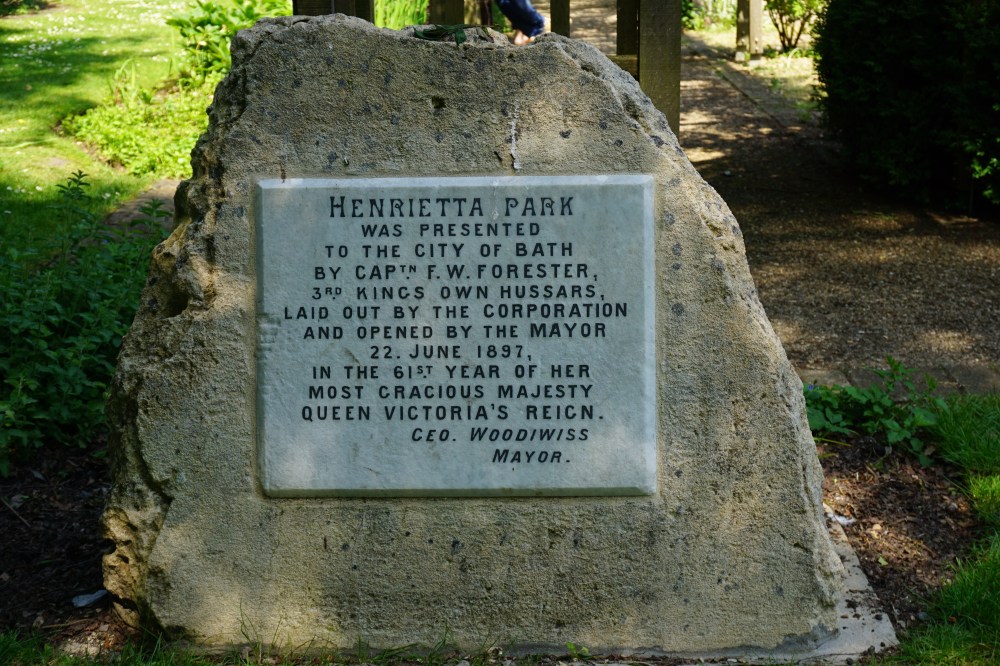 HENRIETTA PARK
WAS PRESENTED
TO THE CITY OF BATH
BY CAPTN F.W. FORESTER,
3RD KINGS OWN HUSSARS,
LAID OUT BY THE CORPORATION
AND OPENED BY THE MAYOR
22. JUNE 1897,
IN THE 61ST YEAR OF HER
MOST GRACIOUS MAJESTY
QUEEN VICTORIA'S REIGN.
GEO. WOODIWISS
MAYOR.